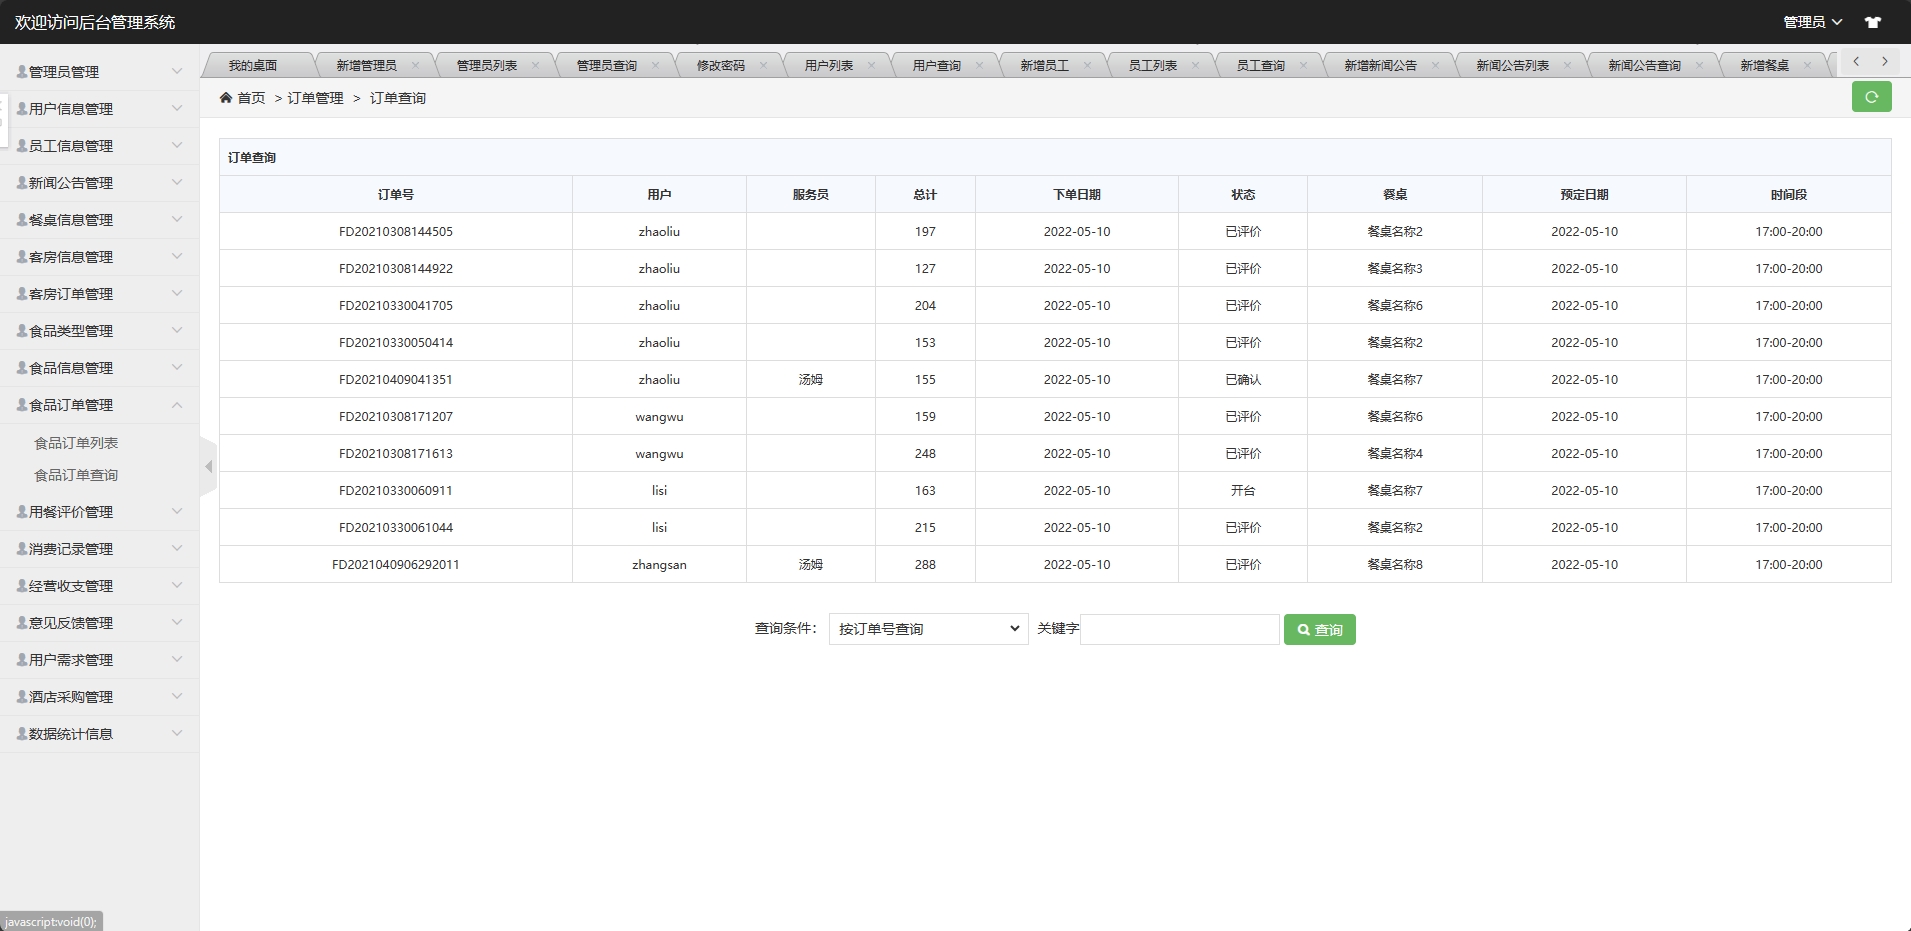 欢迎访问后台管理系统
管理员
管理员管理
用户信息管理
员工信息管理
新闻公告管理
餐桌信息管理
客房信息管理
客房订单管理
食品类型管理
食品信息管理
食品订单管理
食品订单列表
食品订单查询
用餐评价管理
消费记录管理
经营收支管理
意见反馈管理
用户需求管理
酒店采购管理
数据统计信息
我的桌面 新增管理员 管理员列表 管理员查询 修改密码 用户列表 用户查询 新增员工 员工列表 员工查询 新增新闻公告 新闻公告列表 新闻公告查询 新增餐桌
首页 > 订单管理 > 订单查询
订单查询
订单号 用户 服务员 总计 下单日期 状态 餐桌 预定日期 时间段
FD20210308144505 zhaoliu 197 2022-05-10 已评价 餐桌名称2 2022-05-10 17:00-20:00
FD20210308144922 zhaoliu 127 2022-05-10 已评价 餐桌名称3 2022-05-10 17:00-20:00
FD20210330041705 zhaoliu 204 2022-05-10 已评价 餐桌名称6 2022-05-10 17:00-20:00
FD20210330050414 zhaoliu 153 2022-05-10 已评价 餐桌名称2 2022-05-10 17:00-20:00
FD20210409041351 zhaoliu 汤姆 155 2022-05-10 已确认 餐桌名称7 2022-05-10 17:00-20:00
FD20210308171207 wangwu 159 2022-05-10 已评价 餐桌名称6 2022-05-10 17:00-20:00
FD20210308171613 wangwu 248 2022-05-10 已评价 餐桌名称4 2022-05-10 17:00-20:00
FD20210330060911 lisi 163 2022-05-10 开台 餐桌名称7 2022-05-10 17:00-20:00
FD20210330061044 lisi 215 2022-05-10 已评价 餐桌名称2 2022-05-10 17:00-20:00
FD2021040906292011 zhangsan 汤姆 288 2022-05-10 已评价 餐桌名称8 2022-05-10 17:00-20:00
查询条件： 按订单号查询 关键字 查询
javascript:void(0);